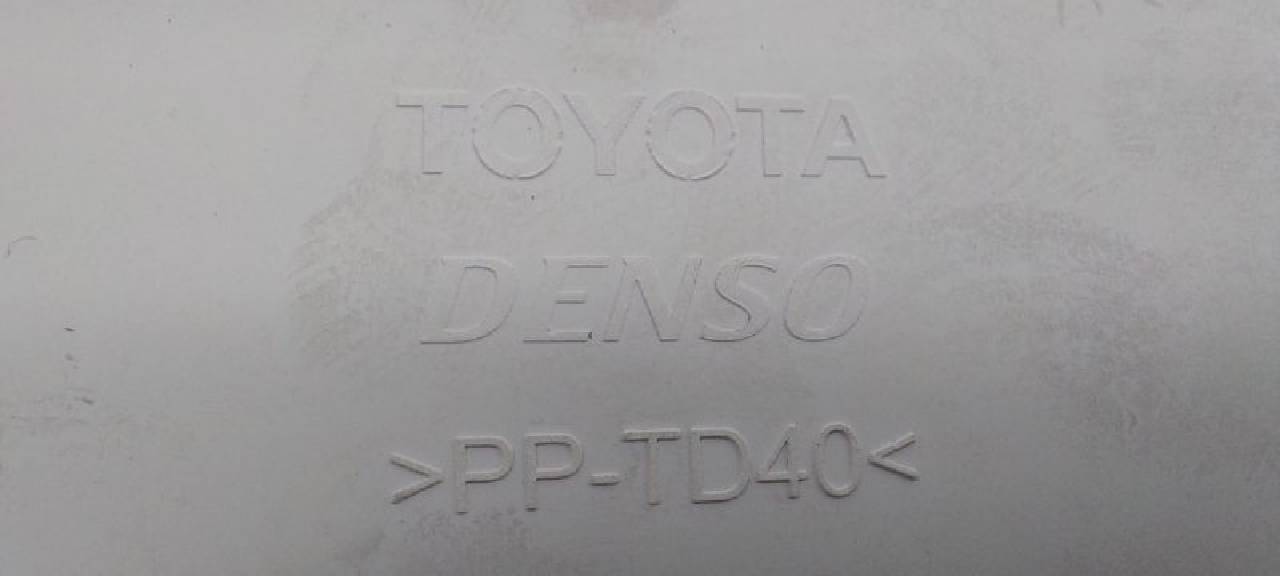 TOYOTA
DENSO
>PP-TD40<